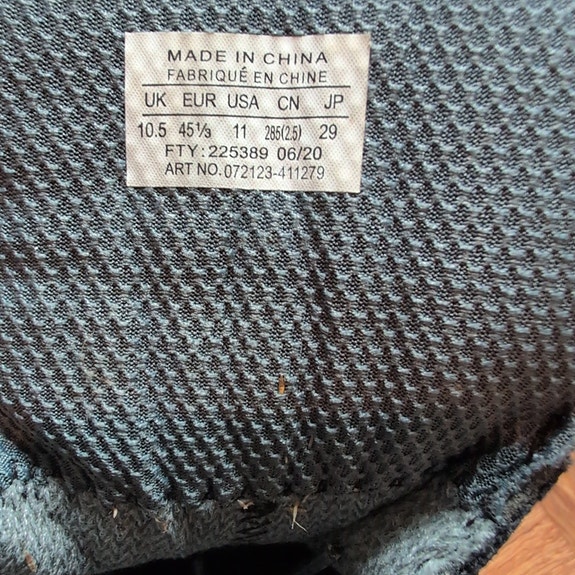 MADE IN CHINA
FABRIQUÉ EN CHINE
UK EUR USA CN JP
10.5 45⅓ 11 285(2.5) 29
FTY: 225389 06/20
ART NO. 072123-411279